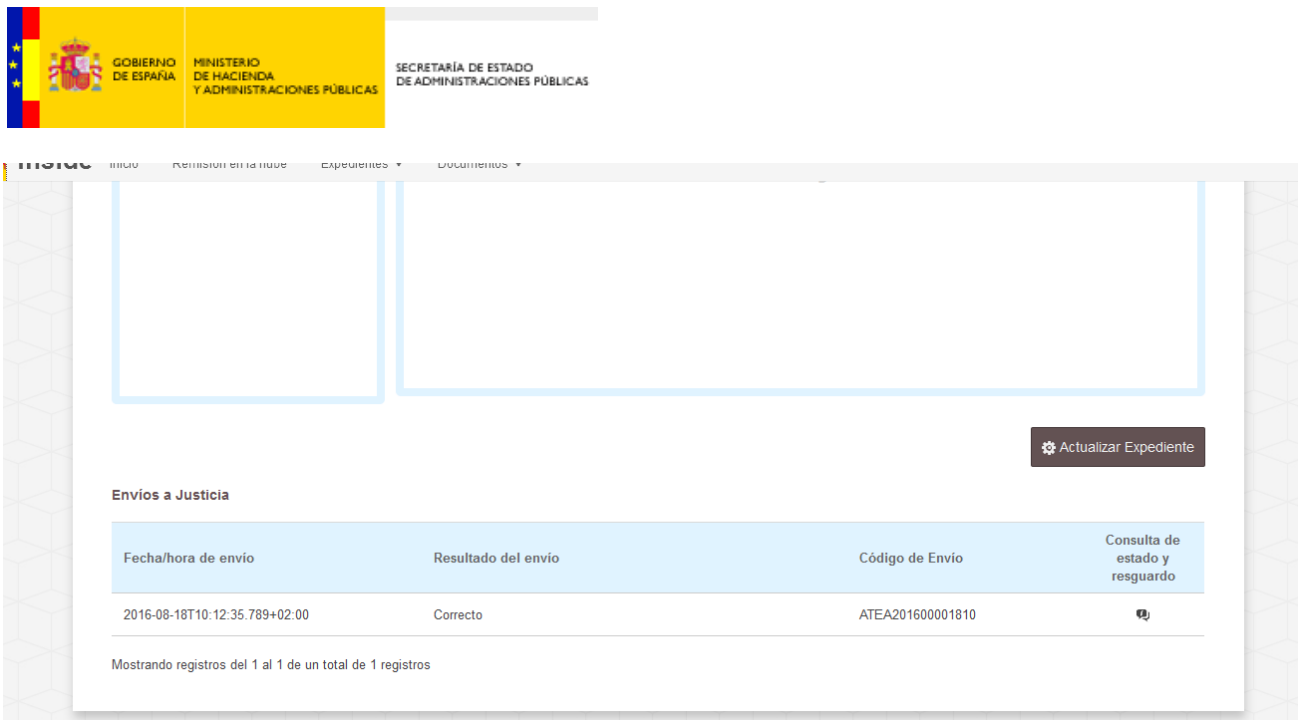 GOBIERNO
DE ESPAÑA
MINISTERIO
DE HACIENDA
Y ADMINISTRACIONES PÚBLICAS
SECRETARÍA DE ESTADO
DE ADMINISTRACIONES PÚBLICAS
Inside Inicio Remisión en la nube Expedientes Documentos
Actualizar Expediente
Envíos a Justicia
Fecha/hora de envío Resultado del envío Código de Envío Consulta de
estado y
resguardo
2016-08-18T10:12:35.789+02:00 Correcto ATEA201600001810
Mostrando registros del 1 al 1 de un total de 1 registros